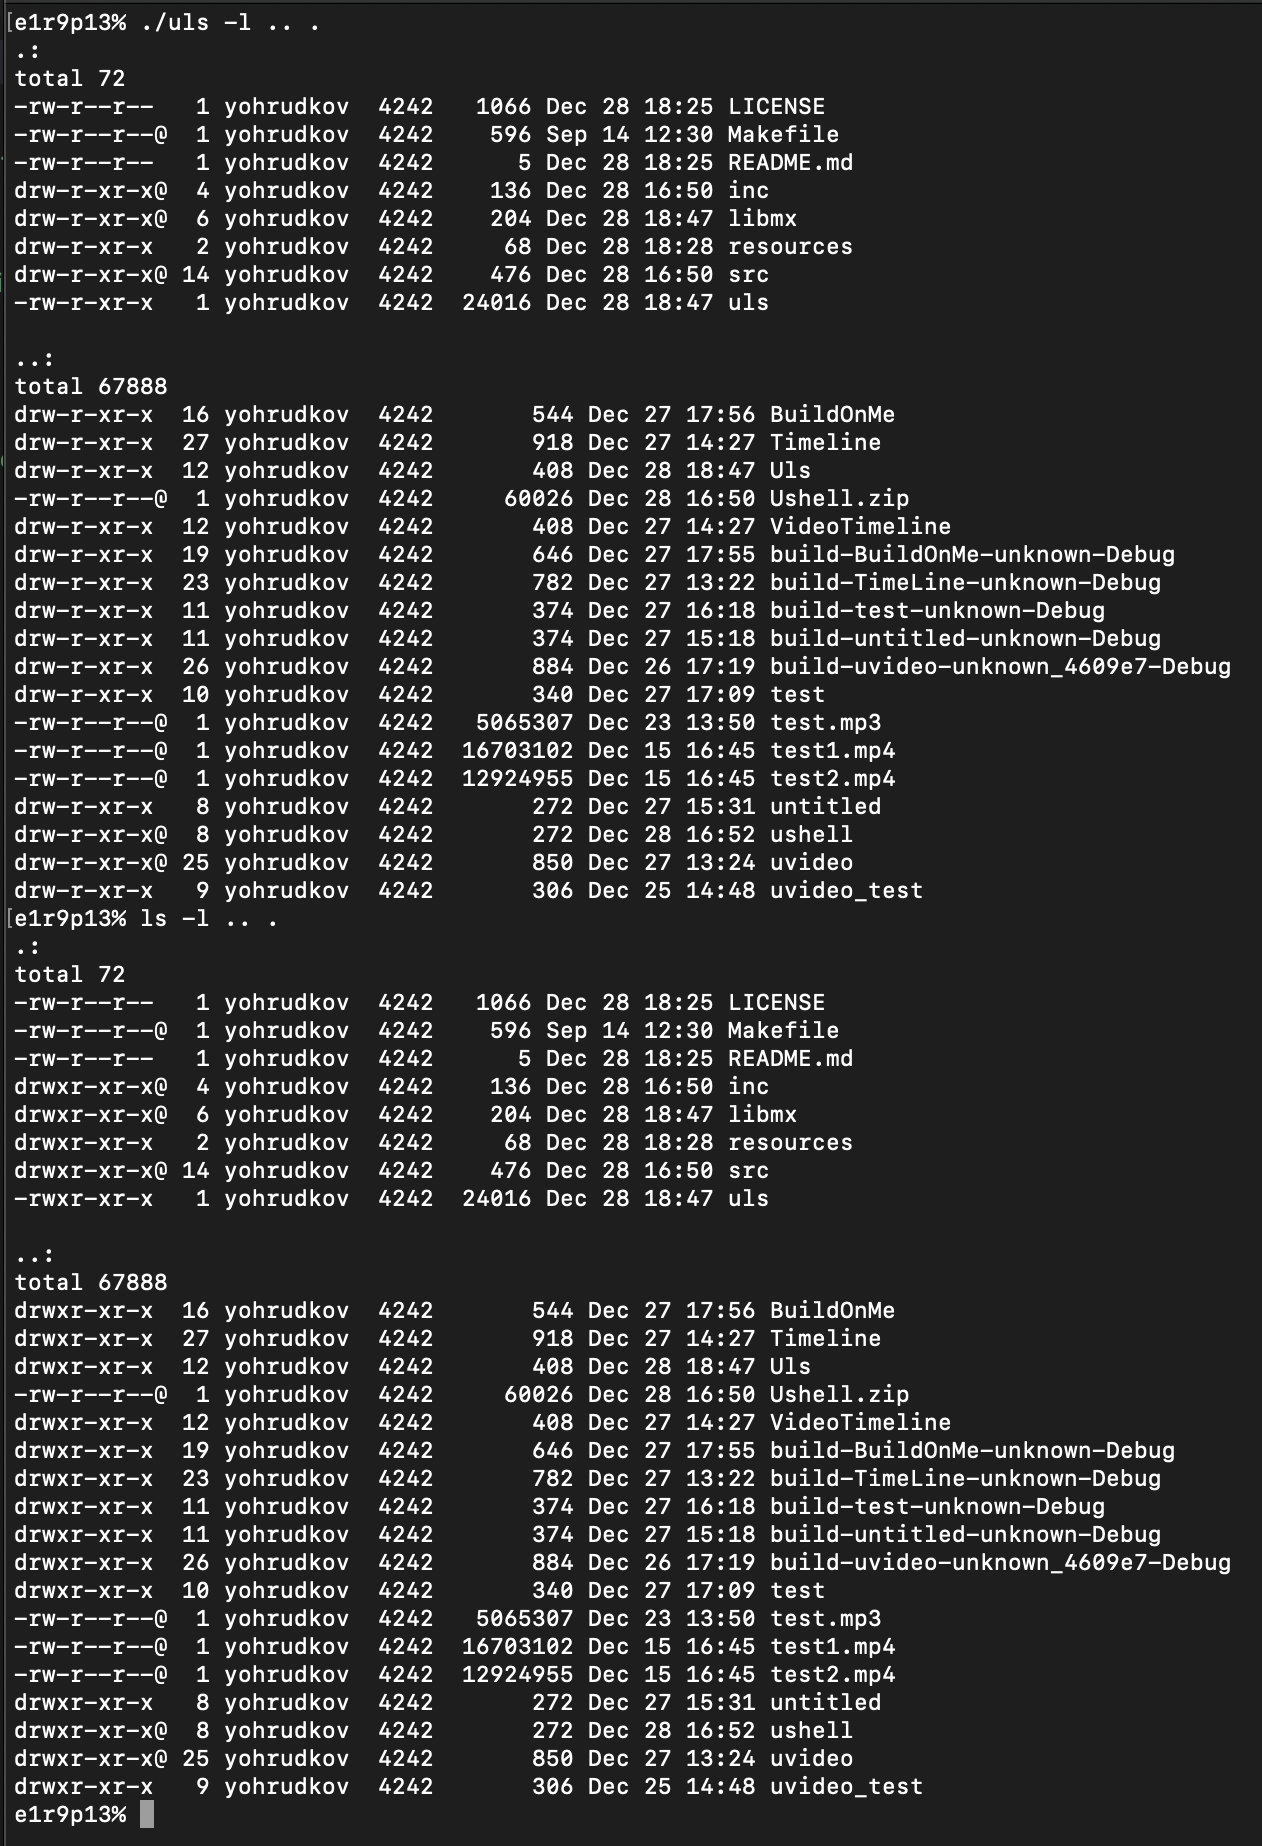 [e1r9p13% ./uls -l .. .
.:
total 72
-rw-r--r--   1 yohrudkov  4242   1066 Dec 28 18:25 LICENSE
-rw-r--r--@  1 yohrudkov  4242    596 Sep 14 12:30 Makefile
-rw-r--r--   1 yohrudkov  4242      5 Dec 28 18:25 README.md
drw-r-xr-x@  4 yohrudkov  4242    136 Dec 28 16:50 inc
drw-r-xr-x@  6 yohrudkov  4242    204 Dec 28 18:47 libmx
drw-r-xr-x   2 yohrudkov  4242     68 Dec 28 18:28 resources
drw-r-xr-x@ 14 yohrudkov  4242    476 Dec 28 16:50 src
-rw-r-xr-x   1 yohrudkov  4242  24016 Dec 28 18:47 uls

..:
total 67888
drw-r-xr-x  16 yohrudkov  4242       544 Dec 27 17:56 BuildOnMe
drw-r-xr-x  27 yohrudkov  4242       918 Dec 27 14:27 Timeline
drw-r-xr-x  12 yohrudkov  4242       408 Dec 28 18:47 Uls
-rw-r--r--@  1 yohrudkov  4242     60026 Dec 28 16:50 Ushell.zip
drw-r-xr-x  12 yohrudkov  4242       408 Dec 27 14:27 VideoTimeline
drw-r-xr-x  19 yohrudkov  4242       646 Dec 27 17:55 build-BuildOnMe-unknown-Debug
drw-r-xr-x  23 yohrudkov  4242       782 Dec 27 13:22 build-TimeLine-unknown-Debug
drw-r-xr-x  11 yohrudkov  4242       374 Dec 27 16:18 build-test-unknown-Debug
drw-r-xr-x  11 yohrudkov  4242       374 Dec 27 15:18 build-untitled-unknown-Debug
drw-r-xr-x  26 yohrudkov  4242       884 Dec 26 17:19 build-uvideo-unknown_4609e7-Debug
drw-r-xr-x  10 yohrudkov  4242       340 Dec 27 17:09 test
-rw-r--r--@  1 yohrudkov  4242   5065307 Dec 23 13:50 test.mp3
-rw-r--r--@  1 yohrudkov  4242  16703102 Dec 15 16:45 test1.mp4
-rw-r--r--@  1 yohrudkov  4242  12924955 Dec 15 16:45 test2.mp4
drw-r-xr-x   8 yohrudkov  4242       272 Dec 27 15:31 untitled
drw-r-xr-x@  8 yohrudkov  4242       272 Dec 28 16:52 ushell
drw-r-xr-x@ 25 yohrudkov  4242       850 Dec 27 13:24 uvideo
drw-r-xr-x   9 yohrudkov  4242       306 Dec 25 14:48 uvideo_test
[e1r9p13% ls -l .. .
.:
total 72
-rw-r--r--   1 yohrudkov  4242   1066 Dec 28 18:25 LICENSE
-rw-r--r--@  1 yohrudkov  4242    596 Sep 14 12:30 Makefile
-rw-r--r--   1 yohrudkov  4242      5 Dec 28 18:25 README.md
drwxr-xr-x@  4 yohrudkov  4242    136 Dec 28 16:50 inc
drwxr-xr-x@  6 yohrudkov  4242    204 Dec 28 18:47 libmx
drwxr-xr-x   2 yohrudkov  4242     68 Dec 28 18:28 resources
drwxr-xr-x@ 14 yohrudkov  4242    476 Dec 28 16:50 src
-rwxr-xr-x   1 yohrudkov  4242  24016 Dec 28 18:47 uls

..:
total 67888
drwxr-xr-x  16 yohrudkov  4242       544 Dec 27 17:56 BuildOnMe
drwxr-xr-x  27 yohrudkov  4242       918 Dec 27 14:27 Timeline
drwxr-xr-x  12 yohrudkov  4242       408 Dec 28 18:47 Uls
-rw-r--r--@  1 yohrudkov  4242     60026 Dec 28 16:50 Ushell.zip
drwxr-xr-x  12 yohrudkov  4242       408 Dec 27 14:27 VideoTimeline
drwxr-xr-x  19 yohrudkov  4242       646 Dec 27 17:55 build-BuildOnMe-unknown-Debug
drwxr-xr-x  23 yohrudkov  4242       782 Dec 27 13:22 build-TimeLine-unknown-Debug
drwxr-xr-x  11 yohrudkov  4242       374 Dec 27 16:18 build-test-unknown-Debug
drwxr-xr-x  11 yohrudkov  4242       374 Dec 27 15:18 build-untitled-unknown-Debug
drwxr-xr-x  26 yohrudkov  4242       884 Dec 26 17:19 build-uvideo-unknown_4609e7-Debug
drwxr-xr-x  10 yohrudkov  4242       340 Dec 27 17:09 test
-rw-r--r--@  1 yohrudkov  4242   5065307 Dec 23 13:50 test.mp3
-rw-r--r--@  1 yohrudkov  4242  16703102 Dec 15 16:45 test1.mp4
-rw-r--r--@  1 yohrudkov  4242  12924955 Dec 15 16:45 test2.mp4
drwxr-xr-x   8 yohrudkov  4242       272 Dec 27 15:31 untitled
drwxr-xr-x@  8 yohrudkov  4242       272 Dec 28 16:52 ushell
drwxr-xr-x@ 25 yohrudkov  4242       850 Dec 27 13:24 uvideo
drwxr-xr-x   9 yohrudkov  4242       306 Dec 25 14:48 uvideo_test
e1r9p13%